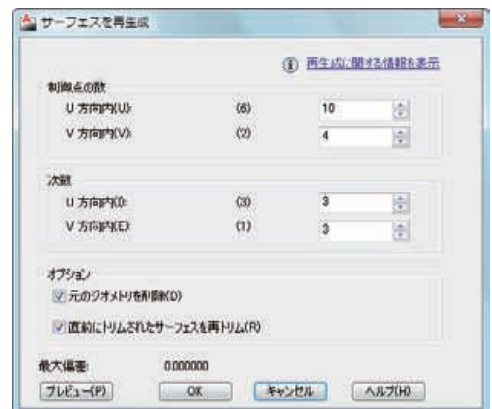 サーフェスを再生成
再生成に関する情報を表示
制御点の数
U 方向内(U): (6) 10
V 方向内(V): (2) 4
次数
U 方向内(I): (3) 3
V 方向内(E): (1) 3
オプション
元のジオメトリを削除(D)
直前にトリムされたサーフェスを再トリム(R)
最大偏差: 0.000000
プレビュー(P) OK キャンセル ヘルプ(H)